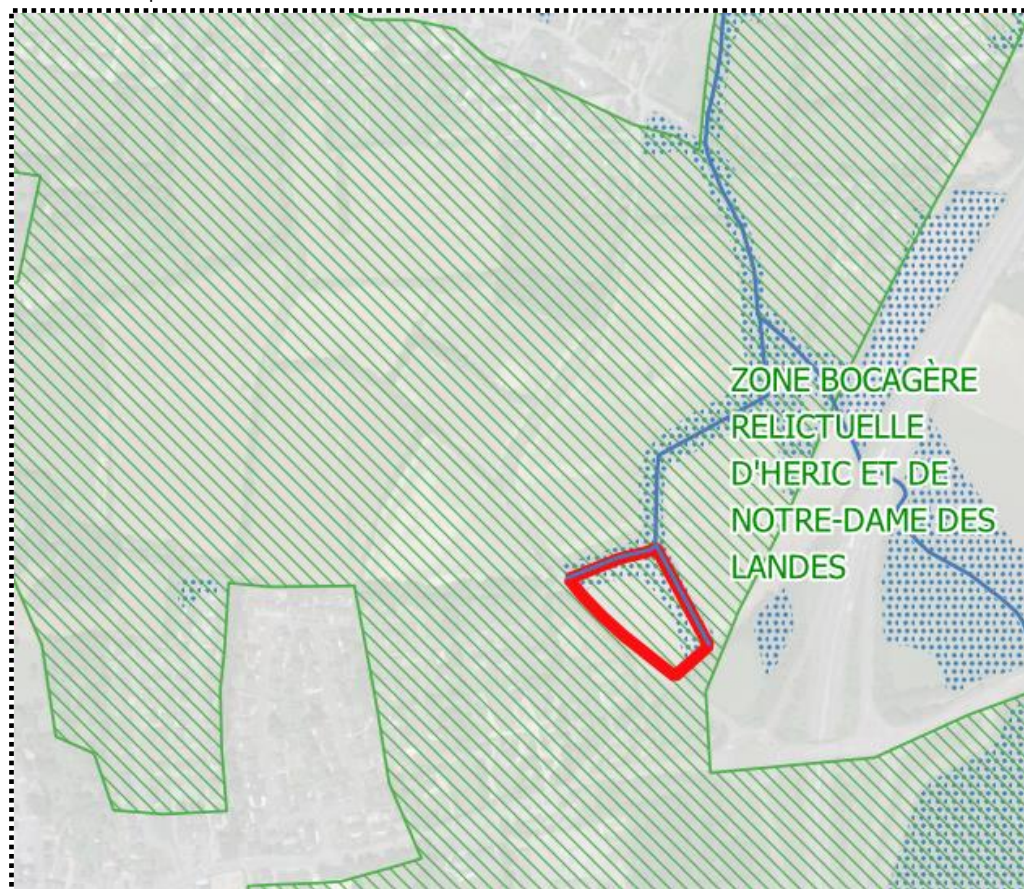 ZONE BOCAGÈRE
RELICTUELLE
D'HERIC ET DE
NOTRE-DAME DES
LANDES